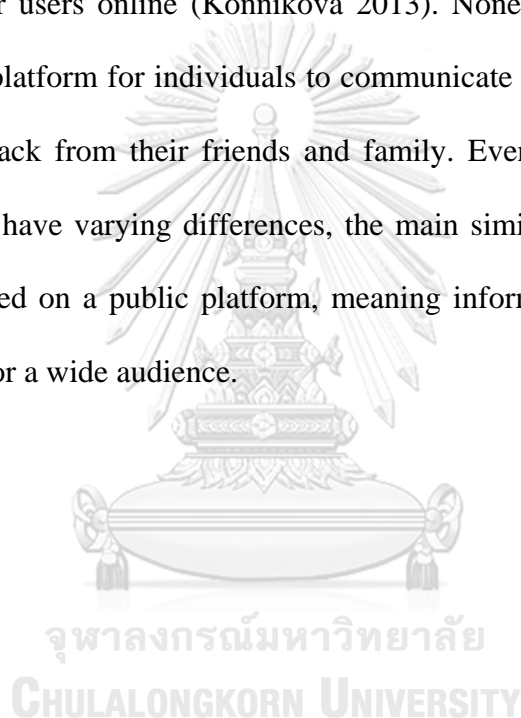 r users online (Konnikova 2013). None
platform for individuals to communicate
ack from their friends and family. Ever
have varying differences, the main simi
ed on a public platform, meaning inform
or a wide audience.
จุฬาลงกรณ์มหาวิทยาลัย
CHULALONGKORN UNIVERSITY